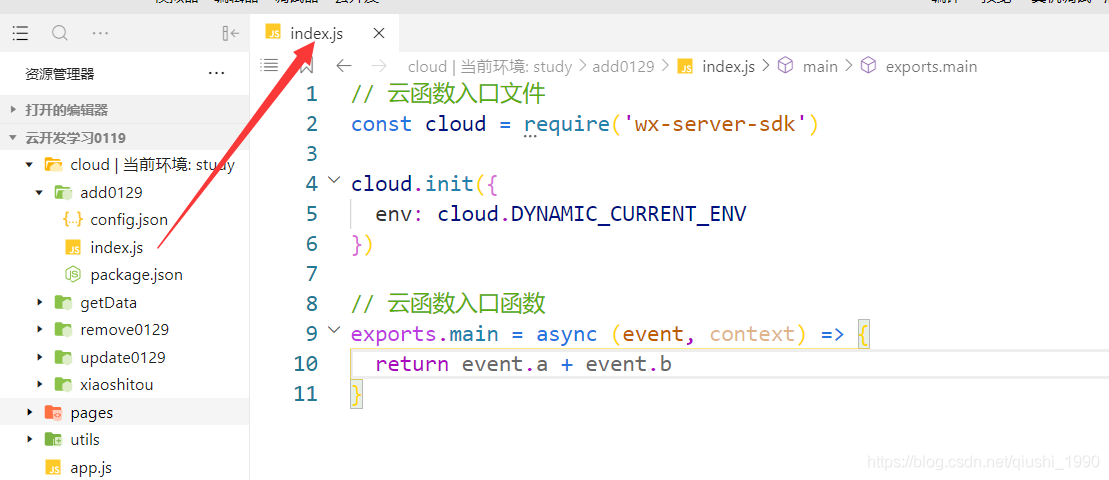 index.js
资源管理器
打开的编辑器
云开发学习0119
cloud | 当前环境: study
add0129
config.json
index.js
package.json
getData
remove0129
update0129
xiaoshitou
pages
utils
app.js
cloud | 当前环境: study > add0129 > index.js > main > exports.main
1 // 云函数入口文件
2 const cloud = require('wx-server-sdk')
3
4 cloud.init({
5 env: cloud.DYNAMIC_CURRENT_ENV
6 })
7
8 // 云函数入口函数
9 exports.main = async (event, context) => {
10 return event.a + event.b
11 }
https://blog.csdn.net/qiushi_1990